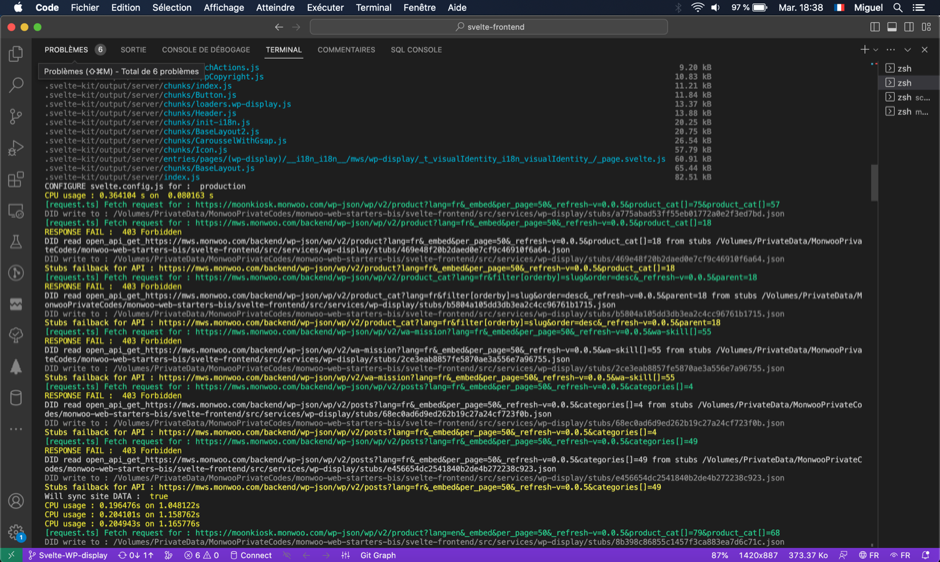 Code Fichier Edition Sélection Affichage Atteindre Exécuter Terminal Fenêtre Aide 97 % Mar. 18:38 Miguel
svelte-frontend
PROBLÈMES 6 SORTIE CONSOLE DE DÉBOGAGE TERMINAL COMMENTAIRES SQL CONSOLE
Problèmes (⇧⌘M) - Total de 6 problèmes
chActions.js 9.20 kB
pCopyright.js 10.83 kB
.svelte-kit/output/server/chunks/index.js 11.21 kB
.svelte-kit/output/server/chunks/Button.js 11.84 kB
.svelte-kit/output/server/chunks/loaders.wp-display.js 13.37 kB
.svelte-kit/output/server/chunks/Header.js 13.88 kB
.svelte-kit/output/server/chunks/init-i18n.js 20.25 kB
.svelte-kit/output/server/chunks/BaseLayout2.js 20.75 kB
.svelte-kit/output/server/chunks/CarousselWithGsap.js 26.54 kB
.svelte-kit/output/server/chunks/Icon.js 57.79 kB
.svelte-kit/output/server/entries/pages/(wp-display)/__i18n_i18n__/mws/wp-display/_t_visualIdentity_i18n_visualIdentity_/_page.svelte.js 60.91 kB
.svelte-kit/output/server/chunks/BaseLayout.js 65.44 kB
.svelte-kit/output/server/index.js 82.51 kB
CONFIGURE svelte.config.js for : production
CPU usage : 0.364104 s on 0.080163 s
[request.ts] Fetch request for : https://moonkiosk.monwoo.com/wp-json/wp/v2/product?lang=fr&_embed&per_page=50&_refresh-v=0.0.5&product_cat[]=75&product_cat[]=57
DID write to : /Volumes/PrivateData/MonwooPrivateCodes/monwoo-web-starters-bis/svelte-frontend/src/services/wp-display/stubs/a775abad53ff55eb01772a0e2f3ed7bd.json
[request.ts] Fetch request for : https://mws.monwoo.com/backend/wp-json/wp/v2/product?lang=fr&_embed&per_page=50&_refresh-v=0.0.5&product_cat[]=18
RESPONSE FAIL : 403 Forbidden
DID read open_api_get_https://mws.monwoo.com/backend/wp-json/wp/v2/product?lang=fr&_embed&per_page=50&_refresh-v=0.0.5&product_cat[]=18 from stubs /Volumes/PrivateData/MonwooPriva
teCodes/monwoo-web-starters-bis/svelte-frontend/src/services/wp-display/stubs/469e48f20b2daed0e7cf9c46910f6a64.json
DID write to : /Volumes/PrivateData/MonwooPrivateCodes/monwoo-web-starters-bis/svelte-frontend/src/services/wp-display/stubs/469e48f20b2daed0e7cf9c46910f6a64.json
Stubs failback for API : https://mws.monwoo.com/backend/wp-json/wp/v2/product?lang=fr&_embed&per_page=50&_refresh-v=0.0.5&product_cat[]=18
[request.ts] Fetch request for : https://mws.monwoo.com/backend/wp-json/wp/v2/product_cat?lang=fr&filter[orderby]=slug&order=desc&_refresh-v=0.0.5&parent=18
RESPONSE FAIL : 403 Forbidden
DID read open_api_get_https://mws.monwoo.com/backend/wp-json/wp/v2/product_cat?lang=fr&filter[orderby]=slug&order=desc&_refresh-v=0.0.5&parent=18 from stubs /Volumes/PrivateData/M
onwooPrivateCodes/monwoo-web-starters-bis/svelte-frontend/src/services/wp-display/stubs/b5804a105dd3db3ea2c4cc96761b1715.json
DID write to : /Volumes/PrivateData/MonwooPrivateCodes/monwoo-web-starters-bis/svelte-frontend/src/services/wp-display/stubs/b5804a105dd3db3ea2c4cc96761b1715.json
Stubs failback for API : https://mws.monwoo.com/backend/wp-json/wp/v2/product_cat?lang=fr&filter[orderby]=slug&order=desc&_refresh-v=0.0.5&parent=18
[request.ts] Fetch request for : https://mws.monwoo.com/backend/wp-json/wp/v2/wa-mission?lang=fr&_embed&per_page=50&_refresh-v=0.0.5&wa-skill[]=55
RESPONSE FAIL : 403 Forbidden
DID read open_api_get_https://mws.monwoo.com/backend/wp-json/wp/v2/wa-mission?lang=fr&_embed&per_page=50&_refresh-v=0.0.5&wa-skill[]=55 from stubs /Volumes/PrivateData/MonwooPriva
teCodes/monwoo-web-starters-bis/svelte-frontend/src/services/wp-display/stubs/2ce3eab8857fe5870ae3a556e7a96755.json
DID write to : /Volumes/PrivateData/MonwooPrivateCodes/monwoo-web-starters-bis/svelte-frontend/src/services/wp-display/stubs/2ce3eab8857fe5870ae3a556e7a96755.json
Stubs failback for API : https://mws.monwoo.com/backend/wp-json/wp/v2/wa-mission?lang=fr&_embed&per_page=50&_refresh-v=0.0.5&wa-skill[]=55
[request.ts] Fetch request for : https://mws.monwoo.com/backend/wp-json/wp/v2/posts?lang=fr&_embed&per_page=50&_refresh-v=0.0.5&categories[]=4
RESPONSE FAIL : 403 Forbidden
DID read open_api_get_https://mws.monwoo.com/backend/wp-json/wp/v2/posts?lang=fr&_embed&per_page=50&_refresh-v=0.0.5&categories[]=4 from stubs /Volumes/PrivateData/MonwooPrivateCo
des/monwoo-web-starters-bis/svelte-frontend/src/services/wp-display/stubs/68ec0ad6d9ed262b19c27a24cf723f0b.json
DID write to : /Volumes/PrivateData/MonwooPrivateCodes/monwoo-web-starters-bis/svelte-frontend/src/services/wp-display/stubs/68ec0ad6d9ed262b19c27a24cf723f0b.json
Stubs failback for API : https://mws.monwoo.com/backend/wp-json/wp/v2/posts?lang=fr&_embed&per_page=50&_refresh-v=0.0.5&categories[]=4
[request.ts] Fetch request for : https://mws.monwoo.com/backend/wp-json/wp/v2/posts?lang=fr&_embed&per_page=50&_refresh-v=0.0.5&categories[]=49
RESPONSE FAIL : 403 Forbidden
DID read open_api_get_https://mws.monwoo.com/backend/wp-json/wp/v2/posts?lang=fr&_embed&per_page=50&_refresh-v=0.0.5&categories[]=49 from stubs /Volumes/PrivateData/MonwooPrivateC
odes/monwoo-web-starters-bis/svelte-frontend/src/services/wp-display/stubs/e456654dc2541840b2de4b272238c923.json
DID write to : /Volumes/PrivateData/MonwooPrivateCodes/monwoo-web-starters-bis/svelte-frontend/src/services/wp-display/stubs/e456654dc2541840b2de4b272238c923.json
Stubs failback for API : https://mws.monwoo.com/backend/wp-json/wp/v2/posts?lang=fr&_embed&per_page=50&_refresh-v=0.0.5&categories[]=49
Will sync site DATA : true
CPU usage : 0.196476s on 1.048122s
CPU usage : 0.204101s on 1.158762s
CPU usage : 0.204943s on 1.165776s
[request.ts] Fetch request for : https://moonkiosk.monwoo.com/wp-json/wp/v2/product?lang=en&_embed&per_page=50&_refresh-v=0.0.5&product_cat[]=79&product_cat[]=68
DID write to : /Volumes/PrivateData/MonwooPrivateCodes/monwoo-web-starters-bis/svelte-frontend/src/services/wp-display/stubs/8b398c86855c1457f3ca883ea7d6c71c.json
zsh
zsh
zsh sc...
zsh m...
1
Svelte-WP-display 0↓ 1↑ 6 0 Connect Git Graph 87% 1420x887 373.37 Ko FR FR